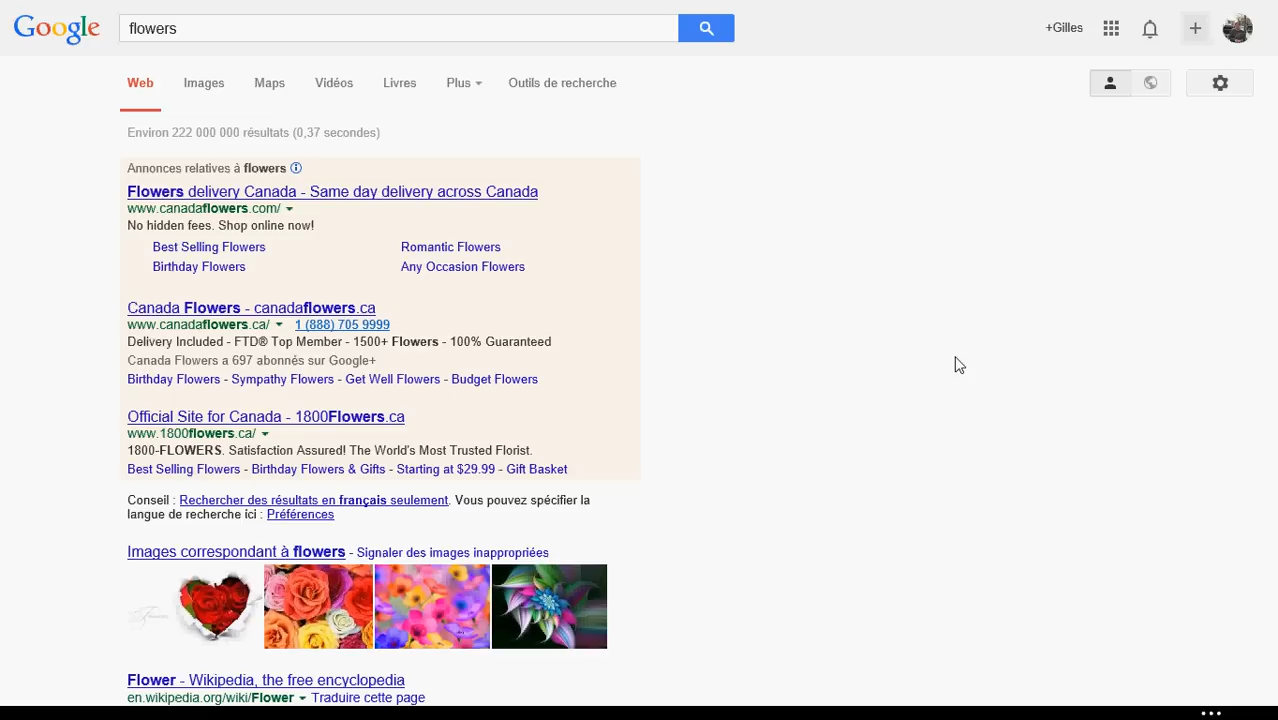 Google
flowers
+Gilles
Web Images Maps Vidéos Livres Plus Outils de recherche
Environ 222 000 000 résultats (0,37 secondes)
Annonces relatives à flowers
Flowers delivery Canada - Same day delivery across Canada
www.canadaflowers.com/
No hidden fees. Shop online now!
Best Selling Flowers Romantic Flowers
Birthday Flowers Any Occasion Flowers
Canada Flowers - canadaflowers.ca
www.canadaflowers.ca/ 1 (888) 705 9999
Delivery Included - FTD® Top Member - 1500+ Flowers - 100% Guaranteed
Canada Flowers a 697 abonnés sur Google+
Birthday Flowers - Sympathy Flowers - Get Well Flowers - Budget Flowers
Official Site for Canada - 1800Flowers.ca
www.1800flowers.ca/
1800-FLOWERS. Satisfaction Assured! The World's Most Trusted Florist.
Best Selling Flowers - Birthday Flowers & Gifts - Starting at $29.99 - Gift Basket
Conseil : Rechercher des résultats en français seulement. Vous pouvez spécifier la
langue de recherche ici : Préférences
Images correspondant à flowers - Signaler des images inappropriées
Flower - Wikipedia, the free encyclopedia
en.wikipedia.org/wiki/Flower Traduire cette page